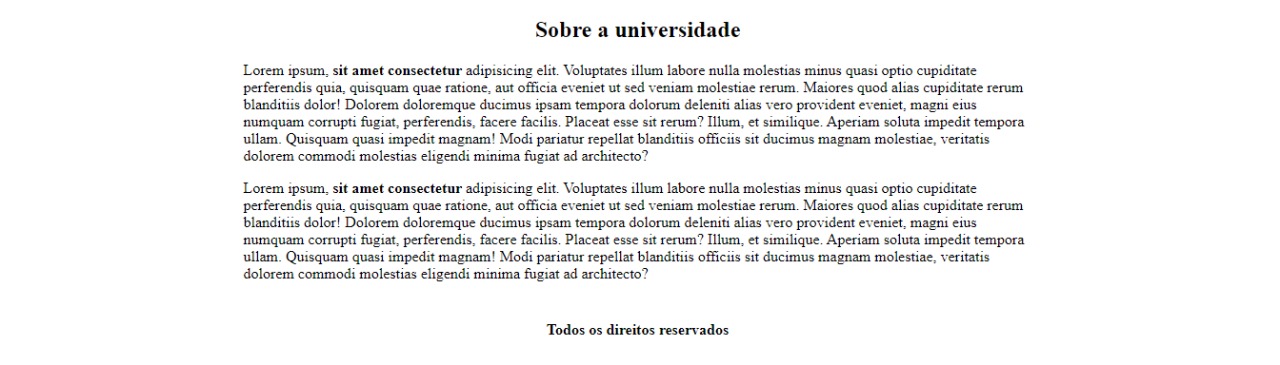 Sobre a universidade
Lorem ipsum, sit amet consectetur adipisicing elit. Voluptates illum labore nulla molestias minus quasi optio cupiditate
perferendis quia, quisquam quae ratione, aut officia eveniet ut sed veniam molestiae rerum. Maiores quod alias cupiditate rerum
blanditiis dolor! Dolorem doloremque ducimus ipsam tempora dolorum deleniti alias vero provident eveniet, magni eius
numquam corrupti fugiat, perferendis, facere facilis. Placeat esse sit rerum? Illum, et similique. Aperiam soluta impedit tempora
ullam. Quisquam quasi impedit magnam! Modi pariatur repellat blanditiis officiis sit ducimus magnam molestiae, veritatis
dolorem commodi molestias eligendi minima fugiat ad architecto?
Lorem ipsum, sit amet consectetur adipisicing elit. Voluptates illum labore nulla molestias minus quasi optio cupiditate
perferendis quia, quisquam quae ratione, aut officia eveniet ut sed veniam molestiae rerum. Maiores quod alias cupiditate rerum
blanditiis dolor! Dolorem doloremque ducimus ipsam tempora dolorum deleniti alias vero provident eveniet, magni eius
numquam corrupti fugiat, perferendis, facere facilis. Placeat esse sit rerum? Illum, et similique. Aperiam soluta impedit tempora
ullam. Quisquam quasi impedit magnam! Modi pariatur repellat blanditiis officiis sit ducimus magnam molestiae, veritatis
dolorem commodi molestias eligendi minima fugiat ad architecto?
Todos os direitos reservados